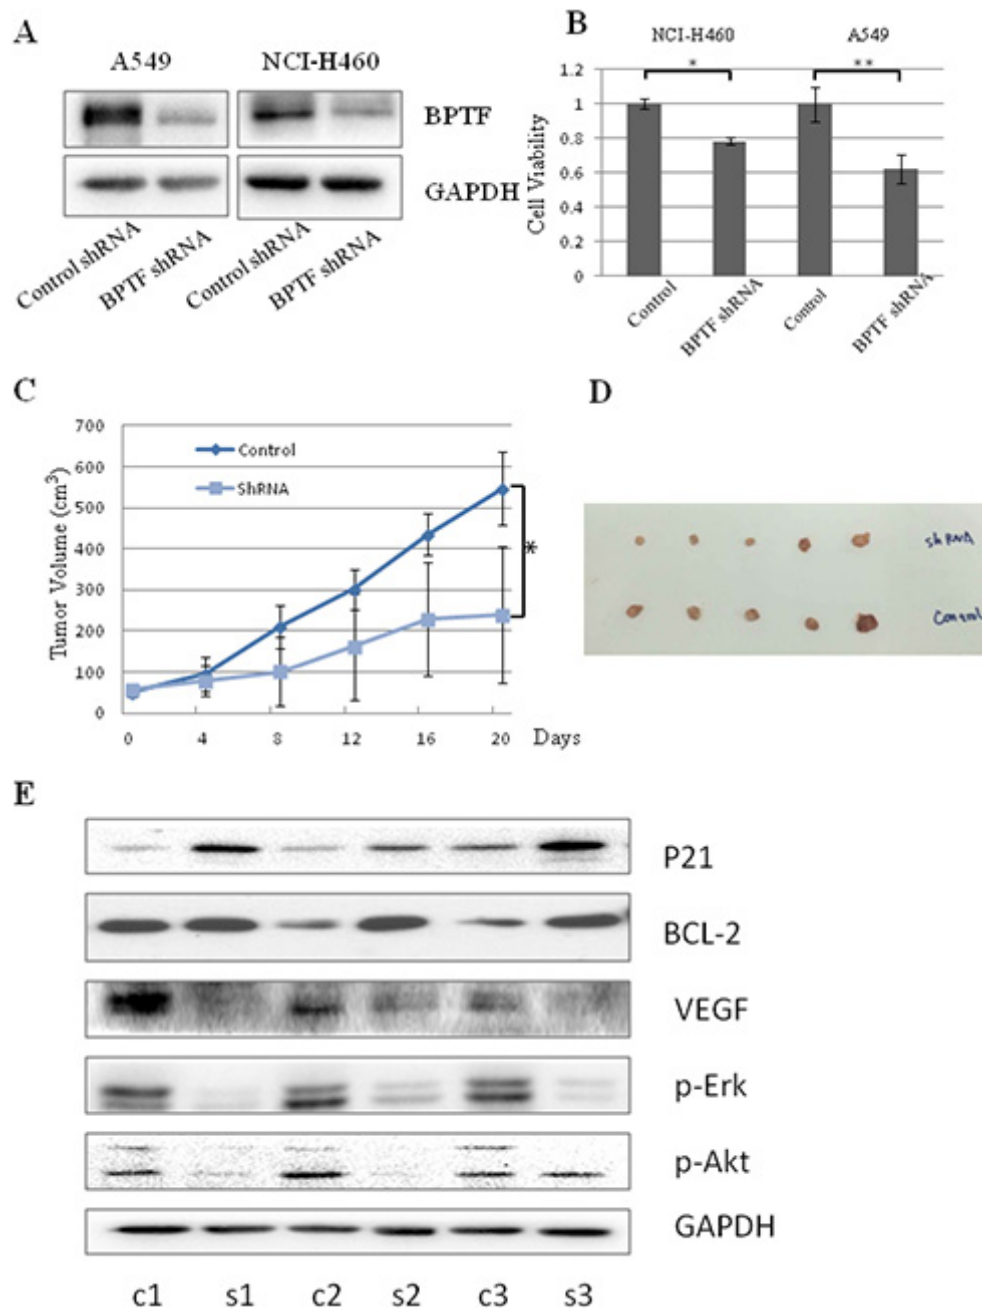 A
A549
NCI-H460
BPTF
GAPDH
Control shRNA
BPTF shRNA
Control shRNA
BPTF shRNA
B
NCI-H460
A549
*
**
Cell Viability
1.2
1
0.8
0.6
0.4
0.2
0
Control
BPTF shRNA
Control
BPTF shRNA
C
Tumor Volume (cm³)
700
600
500
400
300
200
100
0
Control
ShRNA
*
0 4 8 12 16 20 Days
D
shRNA
Control
E
P21
BCL-2
VEGF
p-Erk
p-Akt
GAPDH
c1 s1 c2 s2 c3 s3